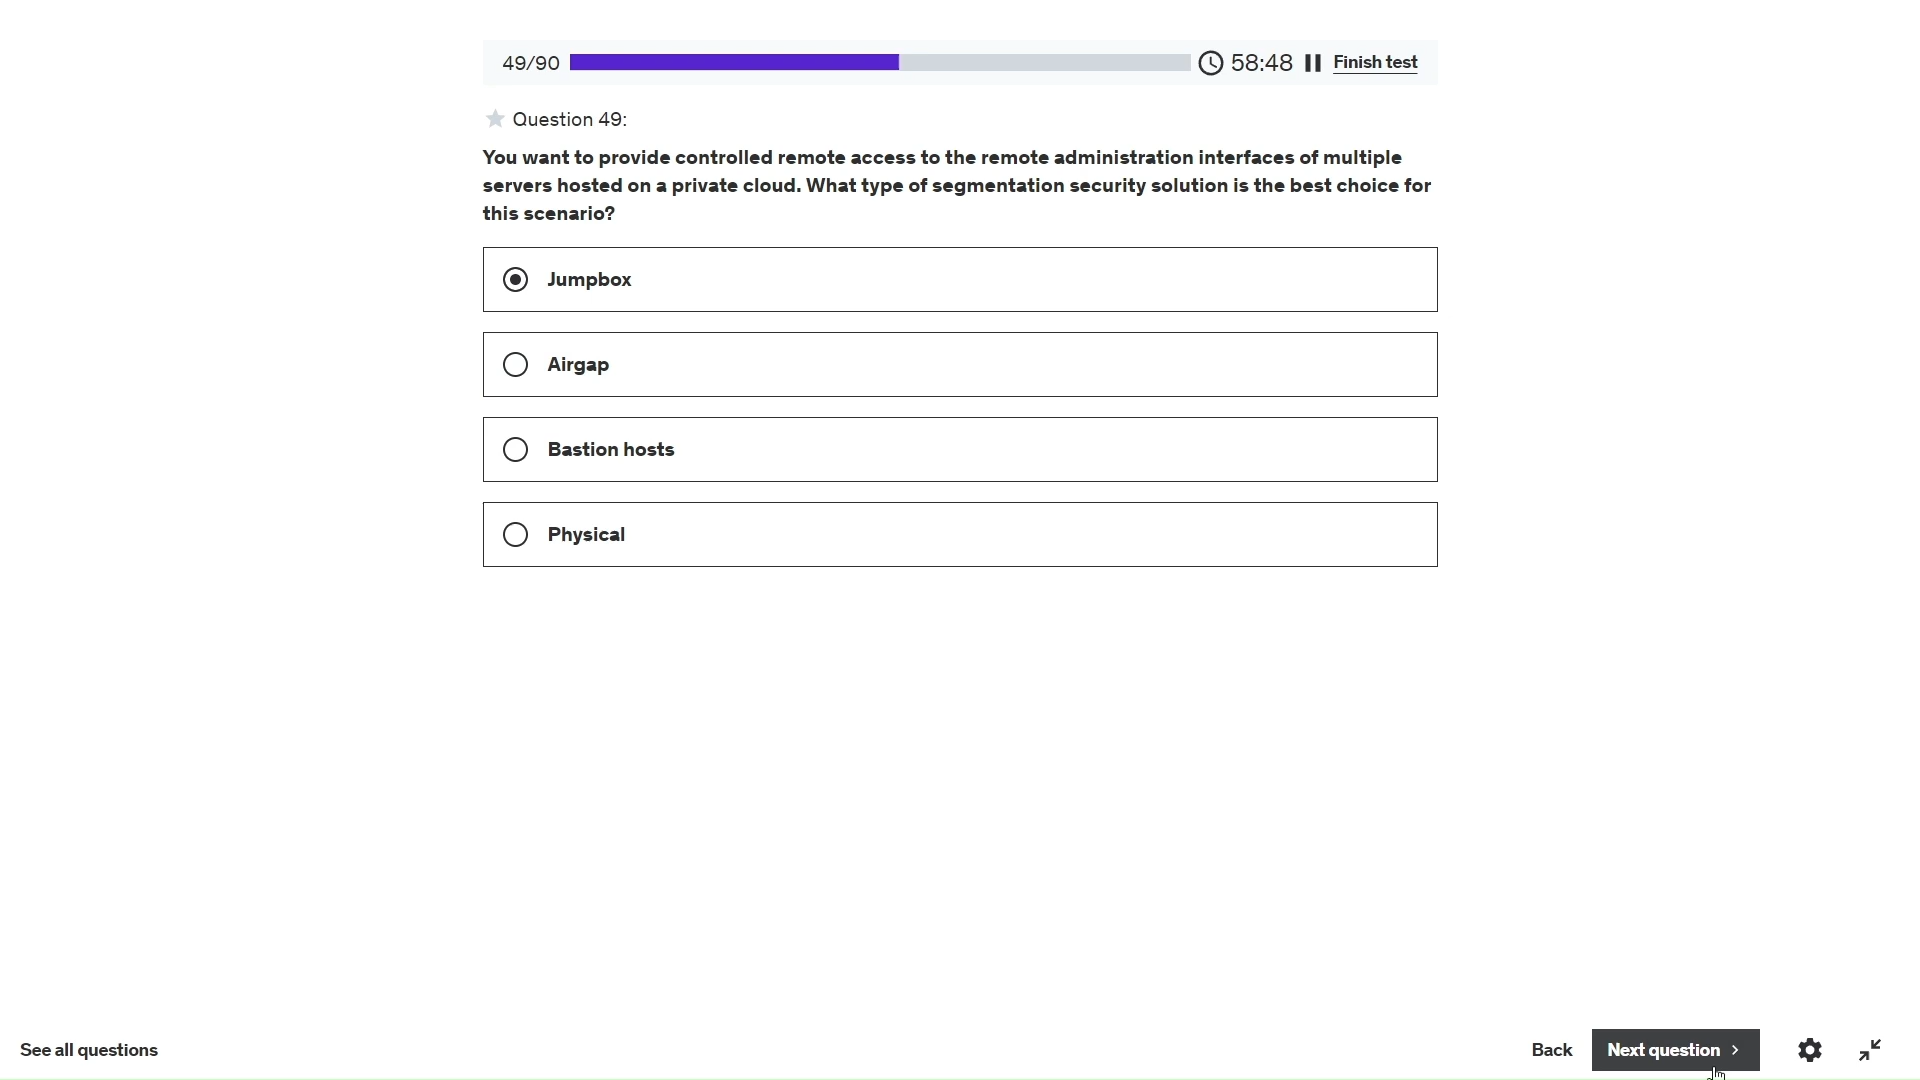 49/90 58:48 Finish test
Question 49:
You want to provide controlled remote access to the remote administration interfaces of multiple
servers hosted on a private cloud. What type of segmentation security solution is the best choice for
this scenario?
Jumpbox
Airgap
Bastion hosts
Physical
See all questions Back Next question